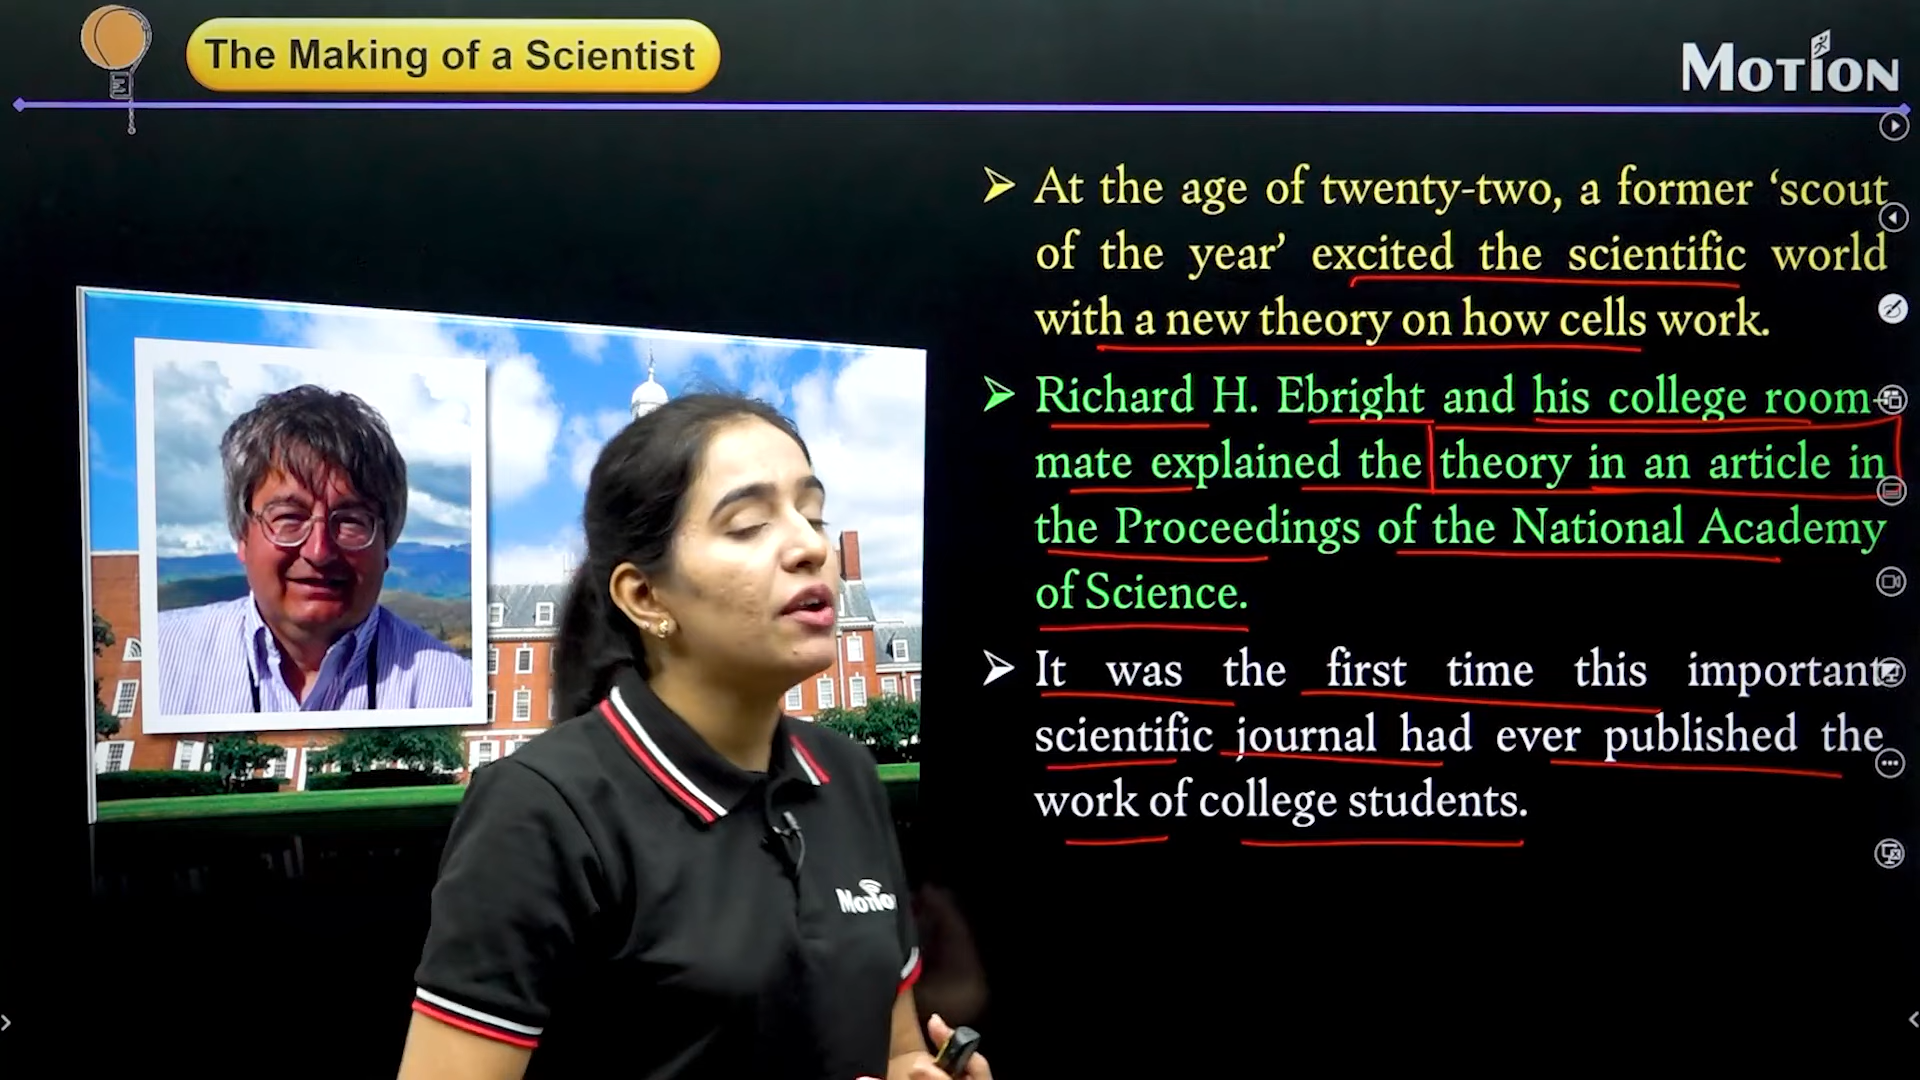 The Making of a Scientist
MOTION
➢ At the age of twenty-two, a former ‘scout
of the year’ excited the scientific world
with a new theory on how cells work.
➢ Richard H. Ebright and his college room-
mate explained the theory in an article in
the Proceedings of the National Academy
of Science.
➢ It was the first time this important
scientific journal had ever published the
work of college students.
MOTION